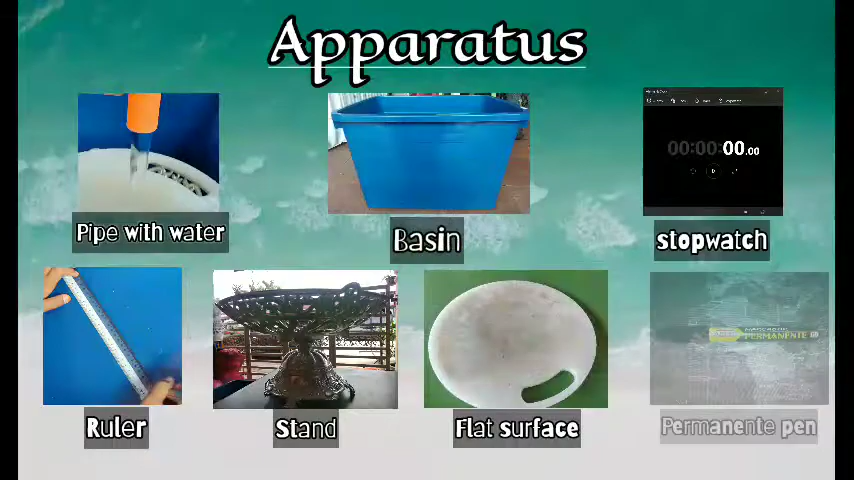 Apparatus
00:00:00.00
Pipe with water
Basin
stopwatch
PERMANENTE
Ruler
Stand
Flat surface
Permanente pen